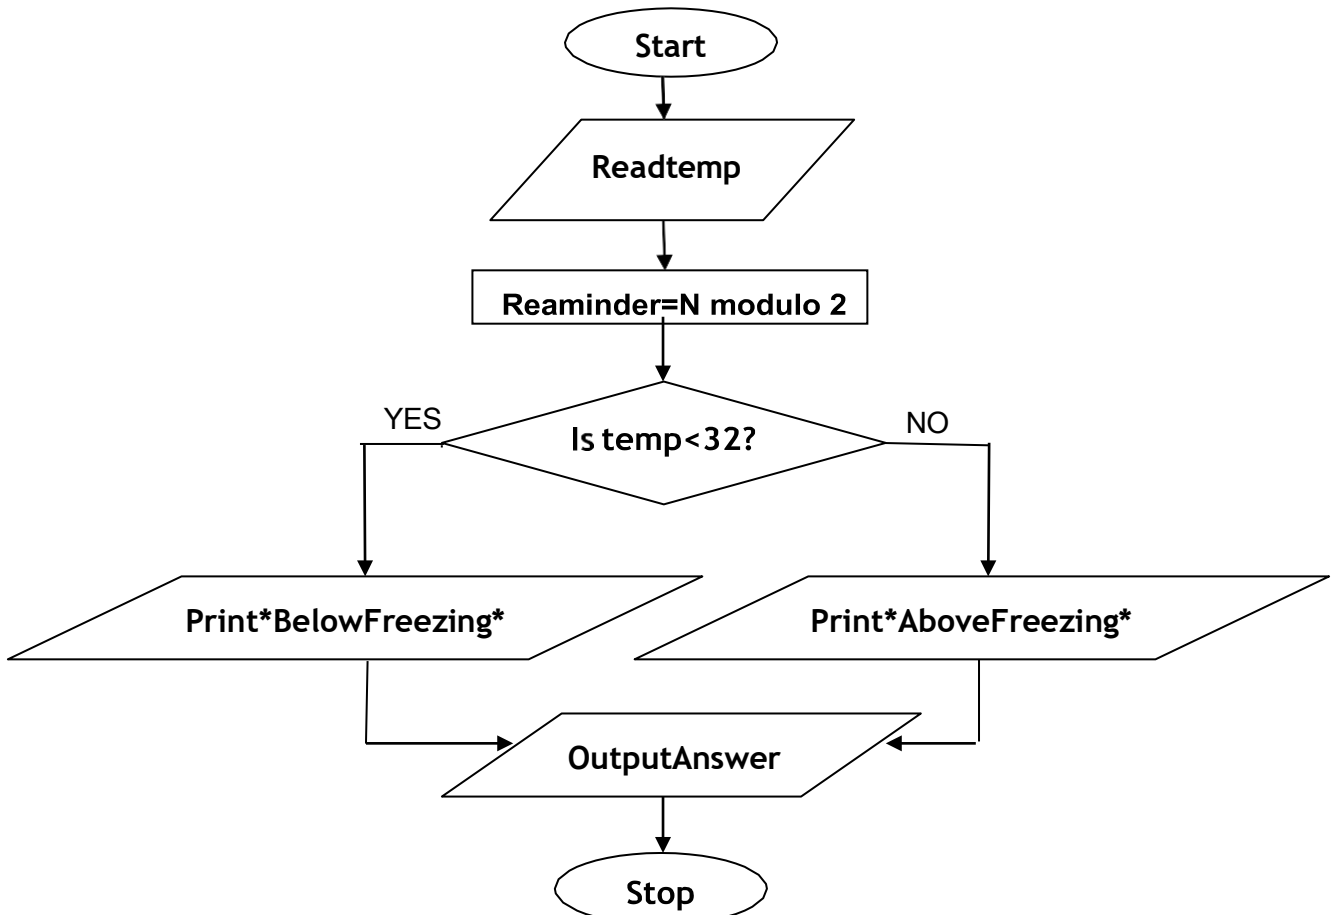 Start
Readtemp
Reaminder=N modulo 2
YES
Is temp<32?
NO
Print*BelowFreezing*
Print*AboveFreezing*
OutputAnswer
Stop